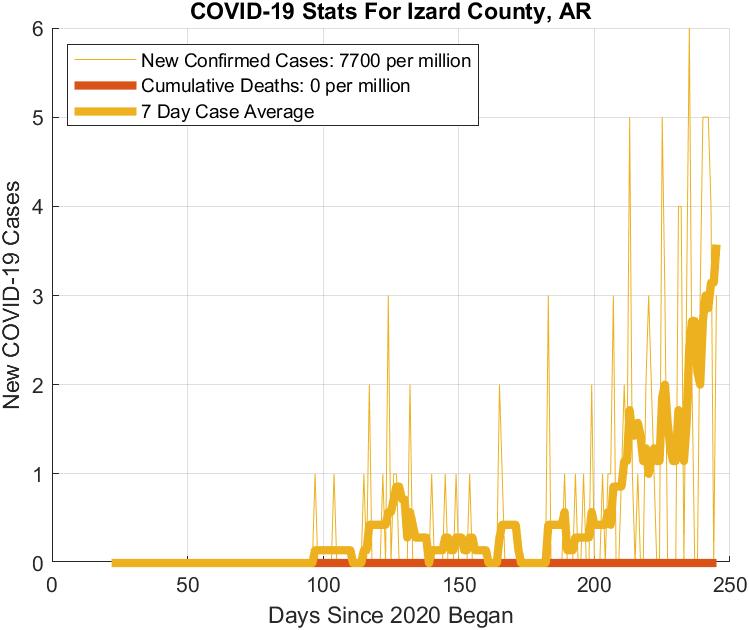 COVID-19 Stats For Izard County, AR
New Confirmed Cases: 7700 per million
Cumulative Deaths: 0 per million
7 Day Case Average
New COVID-19 Cases
6
5
4
3
2
1
0
0 50 100 150 200 250
Days Since 2020 Began